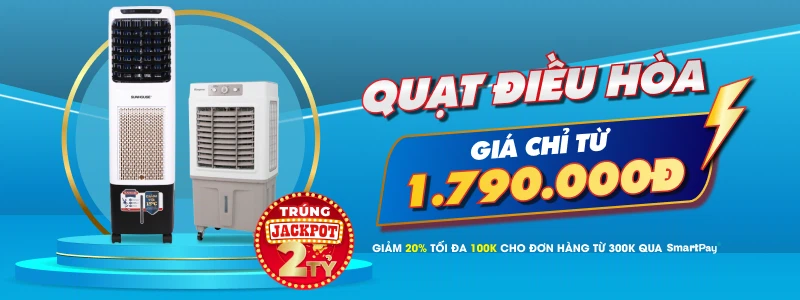 SUNHOUSE
QUẠT ĐIỀU HÒA
GIÁ CHỈ TỪ
1.790.000Đ
TRÚNG
JACKPOT
2 TỶ
GIẢM 20% TỐI ĐA 100K CHO ĐƠN HÀNG TỪ 300K QUA SmartPay